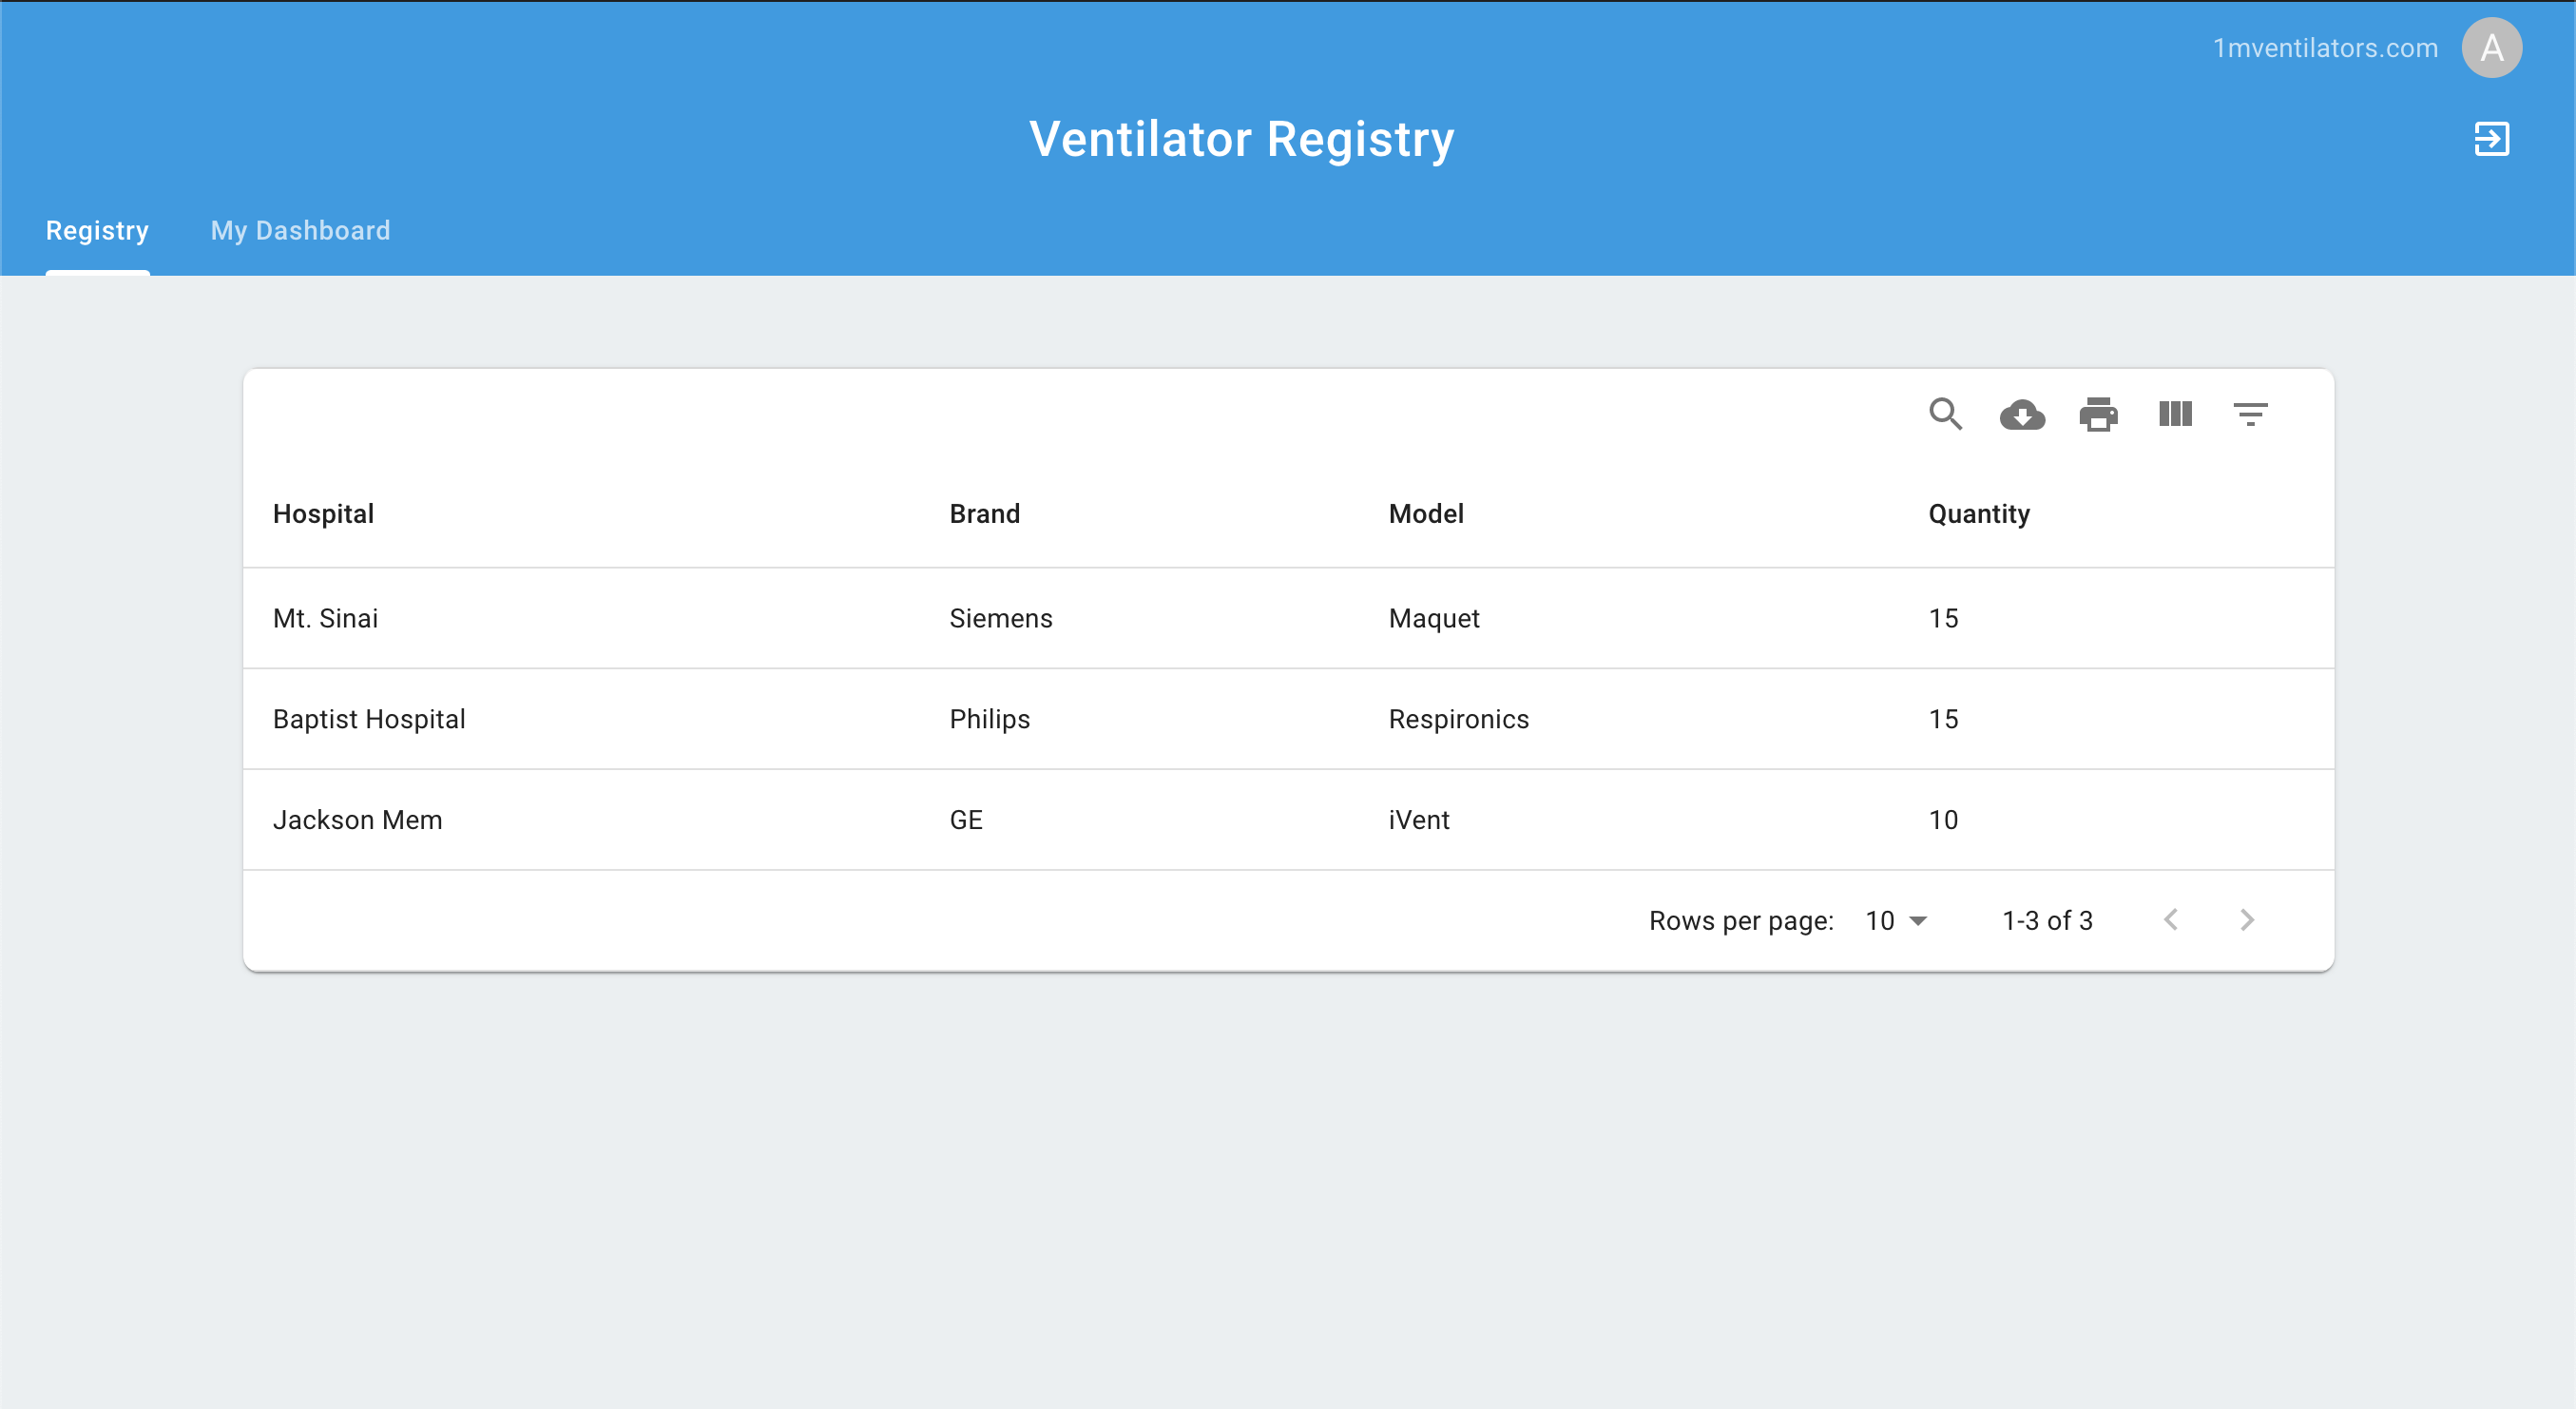 1mventilators.com A
Ventilator Registry
Registry My Dashboard
Hospital Brand Model Quantity
Mt. Sinai Siemens Maquet 15
Baptist Hospital Philips Respironics 15
Jackson Mem GE iVent 10
Rows per page: 10 1-3 of 3